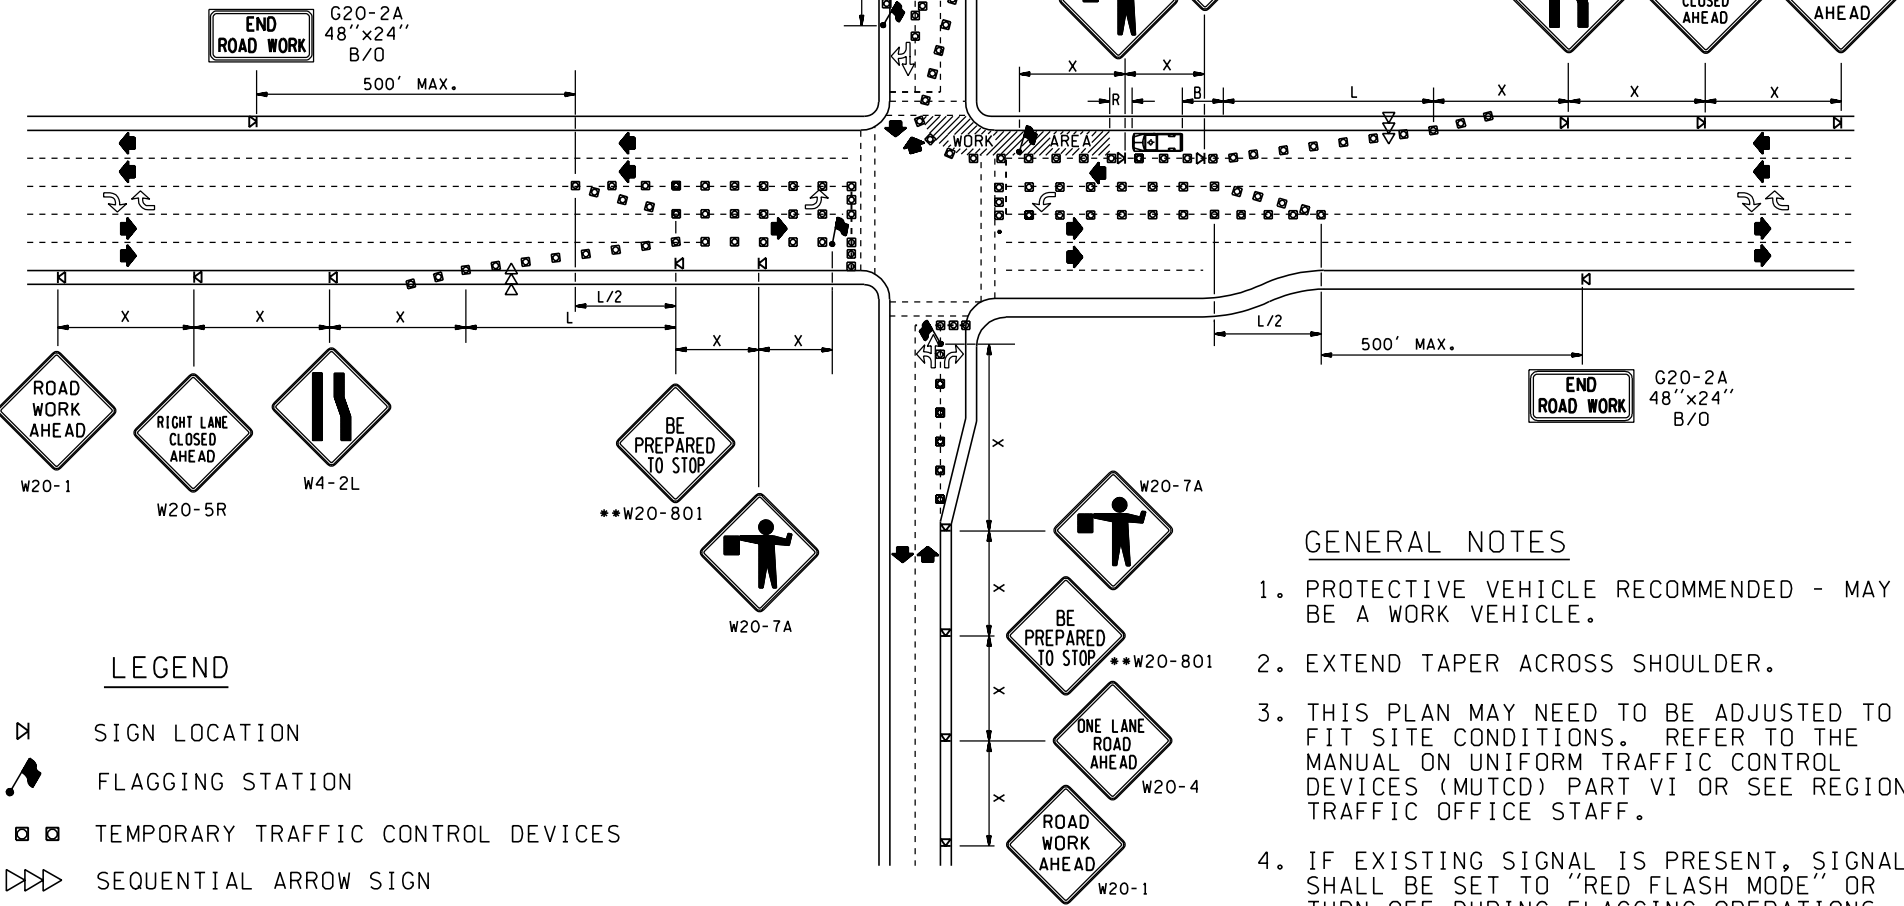 END
ROAD WORK
G20-2A
48"x24"
B/O
CLOSED
AHEAD
AHEAD
500' MAX.
X
X
R
B
L
X
X
X
WORK AREA
L/2
X
X
X
L
X
X
L/2
500' MAX.
ROAD
WORK
AHEAD
W20-1
RIGHT LANE
CLOSED
AHEAD
W20-5R
W4-2L
BE
PREPARED
TO STOP
**W20-801
W20-7A
END
ROAD WORK
G20-2A
48"x24"
B/O
X
W20-7A
X
BE
PREPARED
TO STOP
**W20-801
X
ONE LANE
ROAD
AHEAD
W20-4
X
ROAD
WORK
AHEAD
W20-1
LEGEND
SIGN LOCATION
FLAGGING STATION
TEMPORARY TRAFFIC CONTROL DEVICES
SEQUENTIAL ARROW SIGN
GENERAL NOTES
1. PROTECTIVE VEHICLE RECOMMENDED - MAY
BE A WORK VEHICLE.
2. EXTEND TAPER ACROSS SHOULDER.
3. THIS PLAN MAY NEED TO BE ADJUSTED TO
FIT SITE CONDITIONS. REFER TO THE
MANUAL ON UNIFORM TRAFFIC CONTROL
DEVICES (MUTCD) PART VI OR SEE REGION
TRAFFIC OFFICE STAFF.
4. IF EXISTING SIGNAL IS PRESENT, SIGNAL
SHALL BE SET TO "RED FLASH MODE" OR
TURN OFF DURING FLAGGING OPERATIONS